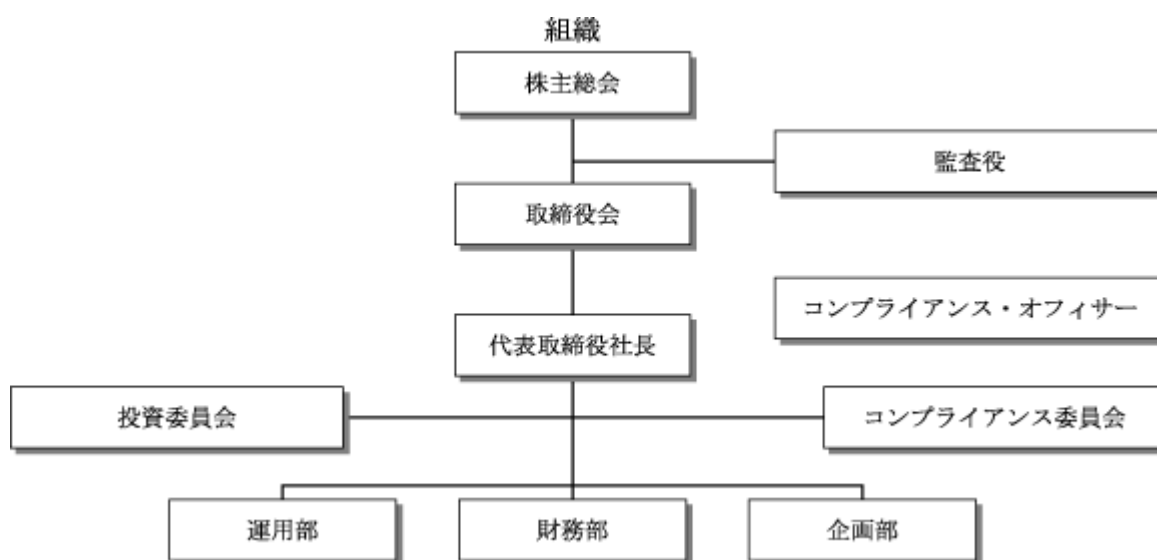 組織
株主総会
監査役
取締役会
コンプライアンス・オフィサー
代表取締役社長
投資委員会
コンプライアンス委員会
運用部
財務部
企画部